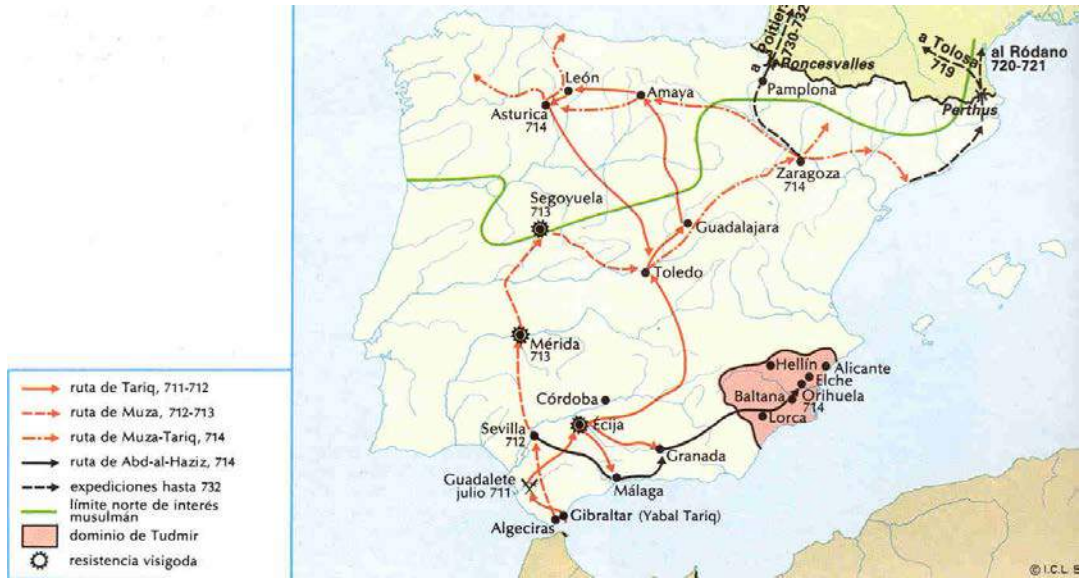 a Poitiers
730-732
a Tolosa
719
al Ródano
720-721
Roncesvalles
Pamplona
Perthus
León
Amaya
Asturica
714
Zaragoza
714
Segoyuela
713
Guadalajara
Toledo
Mérida
713
Hellín
Alicante
Elche
Baltana
Orihuela
714
Lorca
Córdoba
Sevilla
712
Ecija
Granada
Guadalete
julio 711
Málaga
Algeciras
Gibraltar (Yabal Tariq)
ruta de Tariq, 711-712
ruta de Muza, 712-713
ruta de Muza-Tariq, 714
ruta de Abd-al-Haziz, 714
expediciones hasta 732
límite norte de interés
musulmán
dominio de Tudmir
resistencia visigoda
© I.C.L.